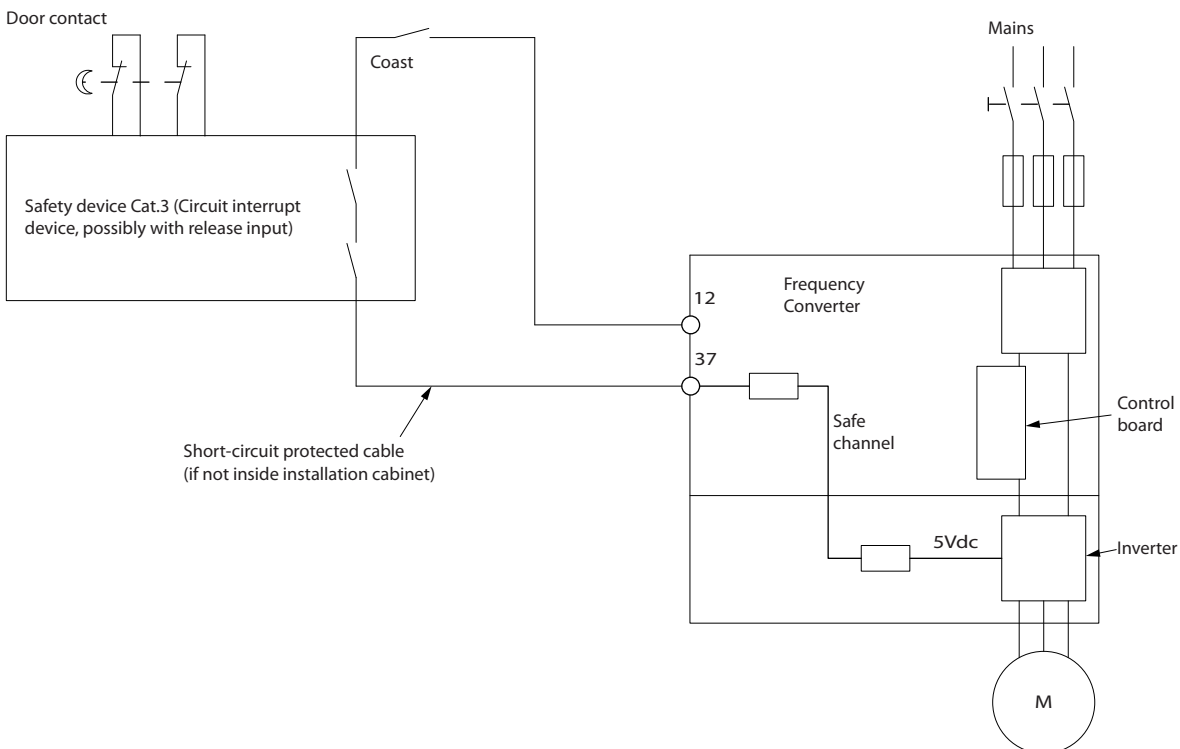 Door contact
Coast
Mains
Safety device Cat.3 (Circuit interrupt
device, possibly with release input)
12
Frequency
Converter
37
Safe
channel
Control
board
Short-circuit protected cable
(if not inside installation cabinet)
5Vdc
Inverter
M